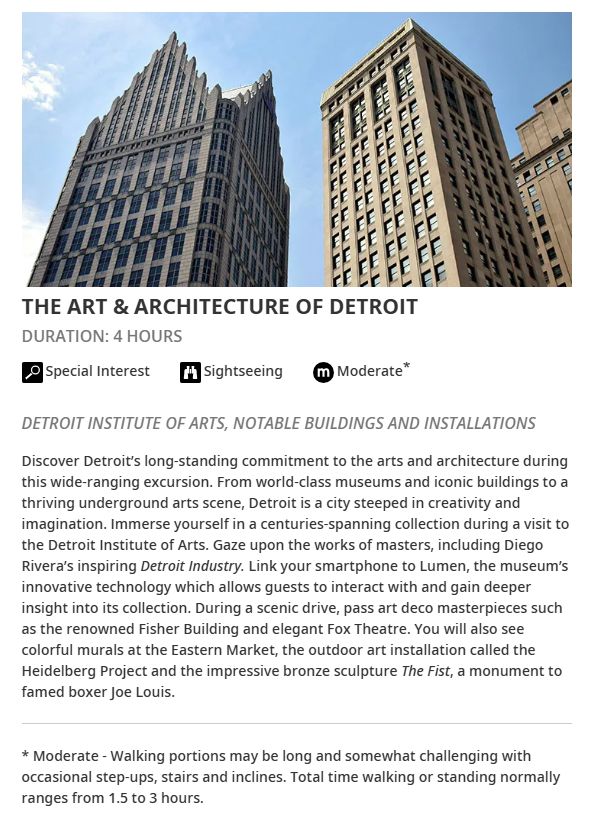 THE ART & ARCHITECTURE OF DETROIT
DURATION: 4 HOURS
Special Interest Sightseeing m Moderate*
DETROIT INSTITUTE OF ARTS, NOTABLE BUILDINGS AND INSTALLATIONS
Discover Detroit’s long-standing commitment to the arts and architecture during
this wide-ranging excursion. From world-class museums and iconic buildings to a
thriving underground arts scene, Detroit is a city steeped in creativity and
imagination. Immerse yourself in a centuries-spanning collection during a visit to
the Detroit Institute of Arts. Gaze upon the works of masters, including Diego
Rivera’s inspiring Detroit Industry. Link your smartphone to Lumen, the museum’s
innovative technology which allows guests to interact with and gain deeper
insight into its collection. During a scenic drive, pass art deco masterpieces such
as the renowned Fisher Building and elegant Fox Theatre. You will also see
colorful murals at the Eastern Market, the outdoor art installation called the
Heidelberg Project and the impressive bronze sculpture The Fist, a monument to
famed boxer Joe Louis.
* Moderate - Walking portions may be long and somewhat challenging with
occasional step-ups, stairs and inclines. Total time walking or standing normally
ranges from 1.5 to 3 hours.